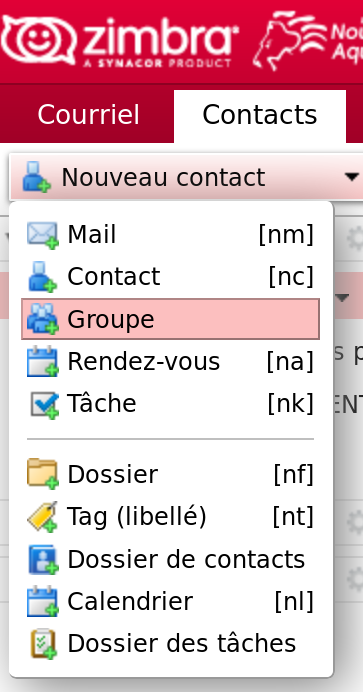 zimbra
A SYNACOR PRODUCT
Nou
Aqu
Courriel
Contacts
Nouveau contact
Mail [nm]
Contact [nc]
Groupe
Rendez-vous [na]
Tâche [nk]
Dossier [nf]
Tag (libellé) [nt]
Dossier de contacts
Calendrier [nl]
Dossier des tâches